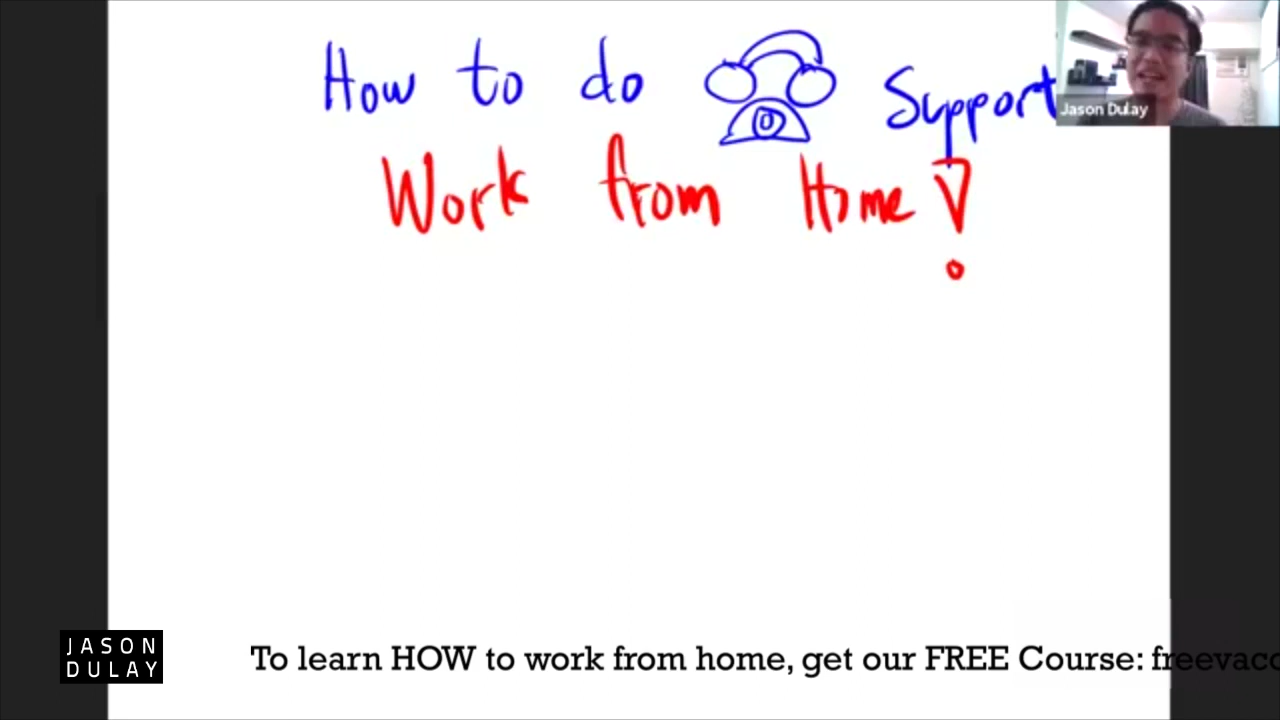 How to do Support
Jason Dulay
Work from Home!
JASON
DULAY
To learn HOW to work from home, get our FREE Course: freevaco